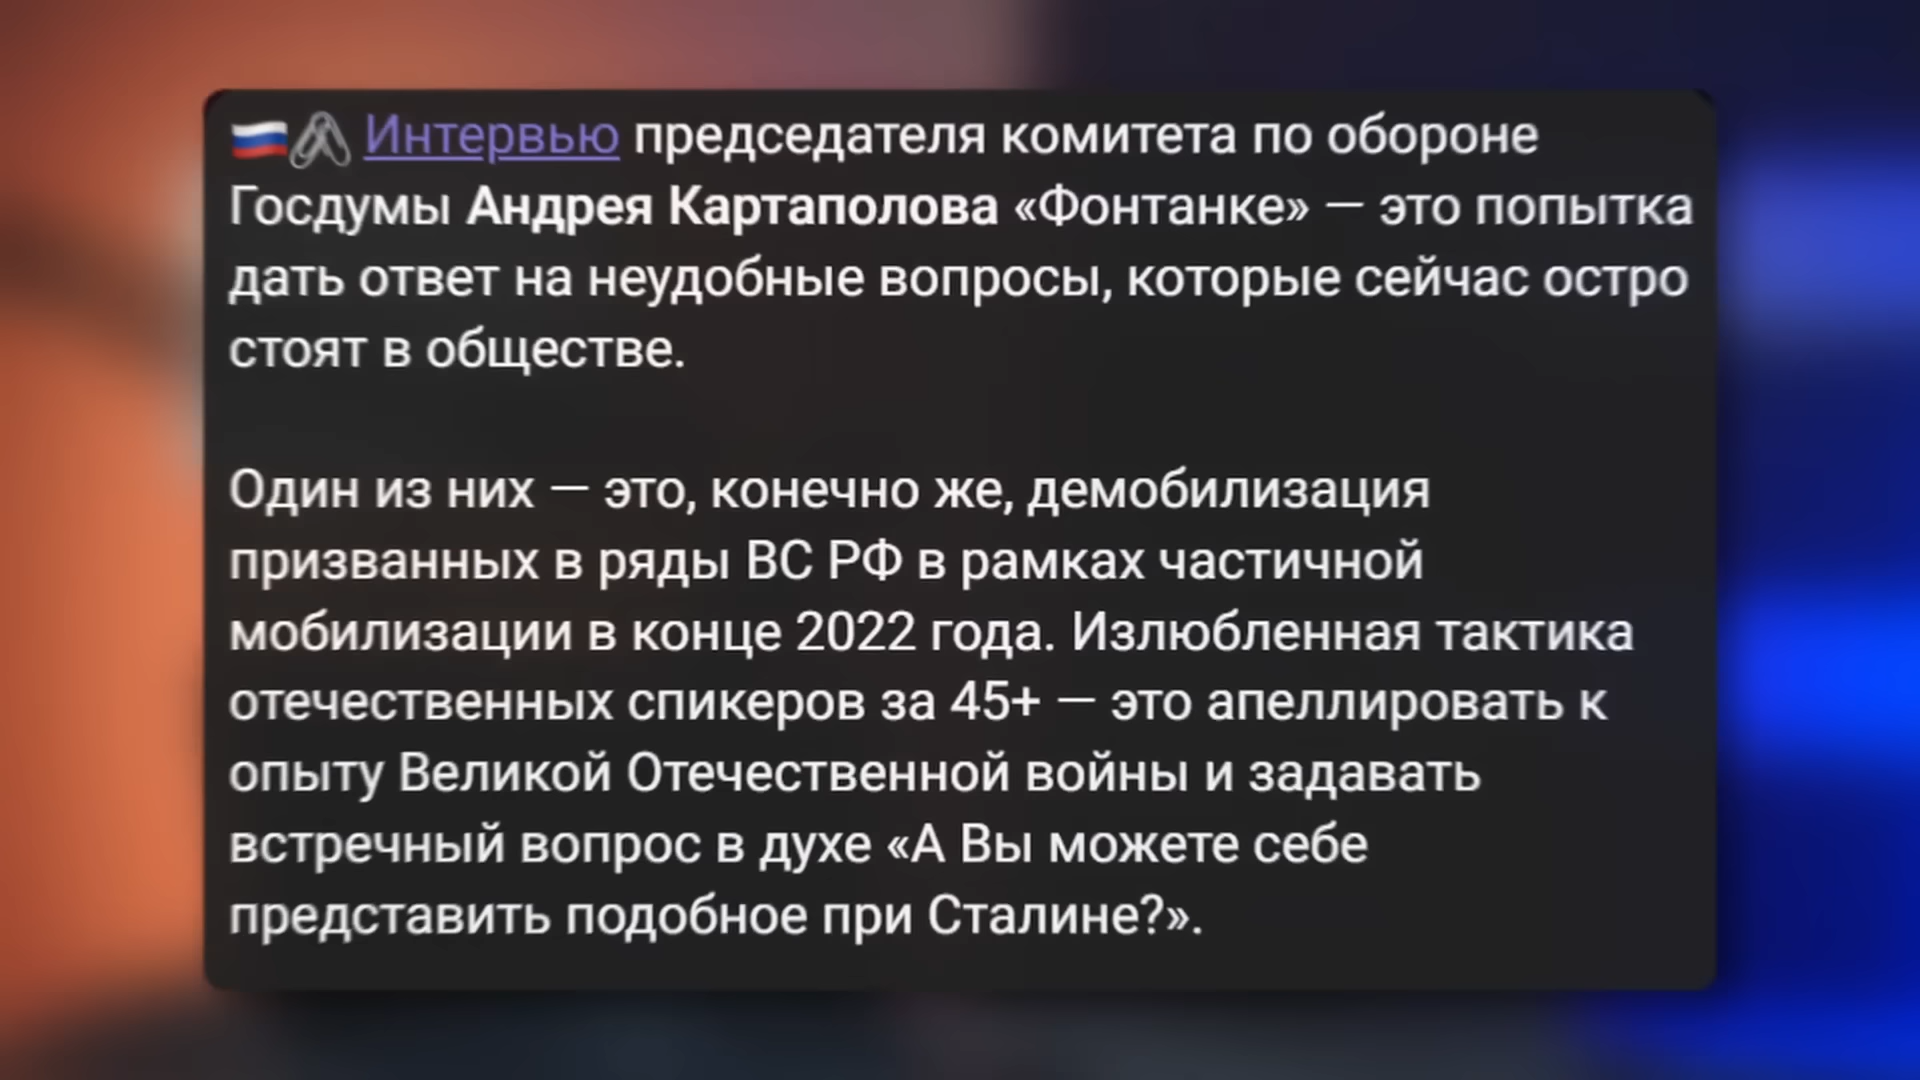 🇷🇺🖇 Интервью председателя комитета по обороне
Госдумы Андрея Картаполова «Фонтанке» — это попытка
дать ответ на неудобные вопросы, которые сейчас остро
стоят в обществе.
Один из них — это, конечно же, демобилизация
призванных в ряды ВС РФ в рамках частичной
мобилизации в конце 2022 года. Излюбленная тактика
отечественных спикеров за 45+ — это апеллировать к
опыту Великой Отечественной войны и задавать
встречный вопрос в духе «А Вы можете себе
представить подобное при Сталине?».